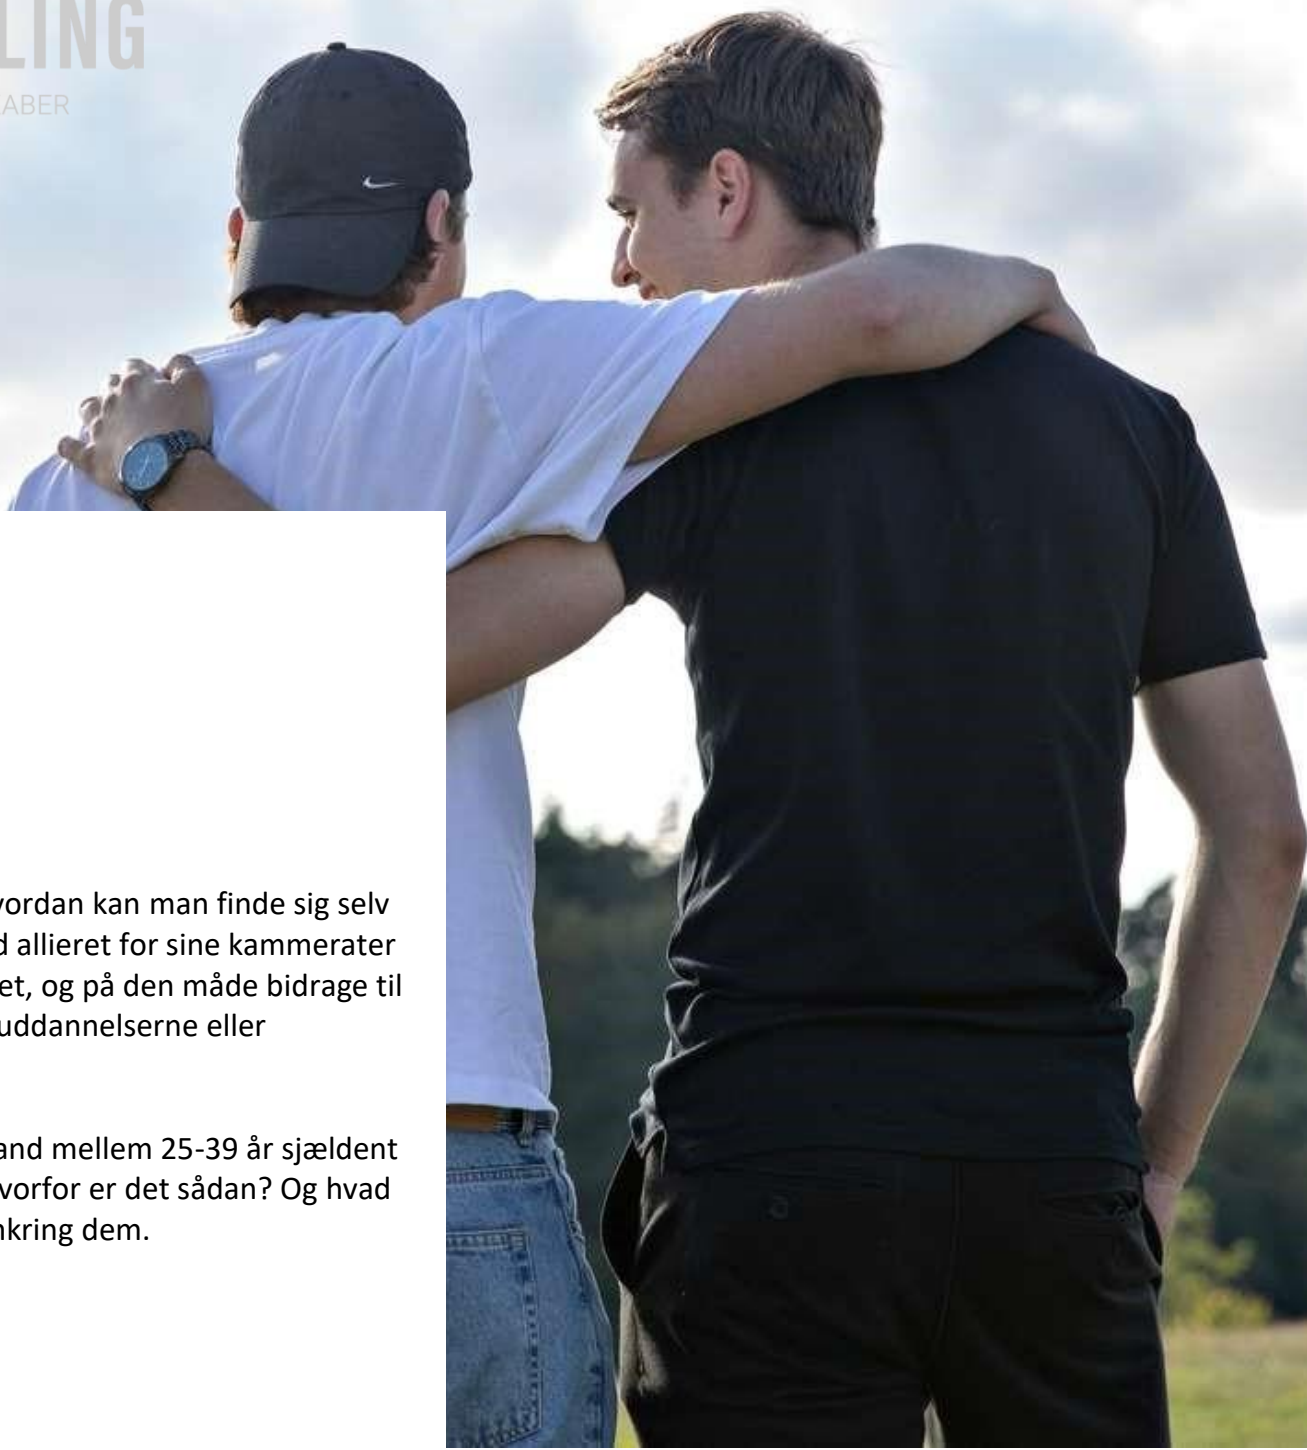 LING
ABER
vordan kan man finde sig selv
allieret for sine kammerater
et, og på den måde bidrage til
uddannelserne eller
and mellem 25-39 år sjældent
vorfor er det sådan? Og hvad
nkring dem.